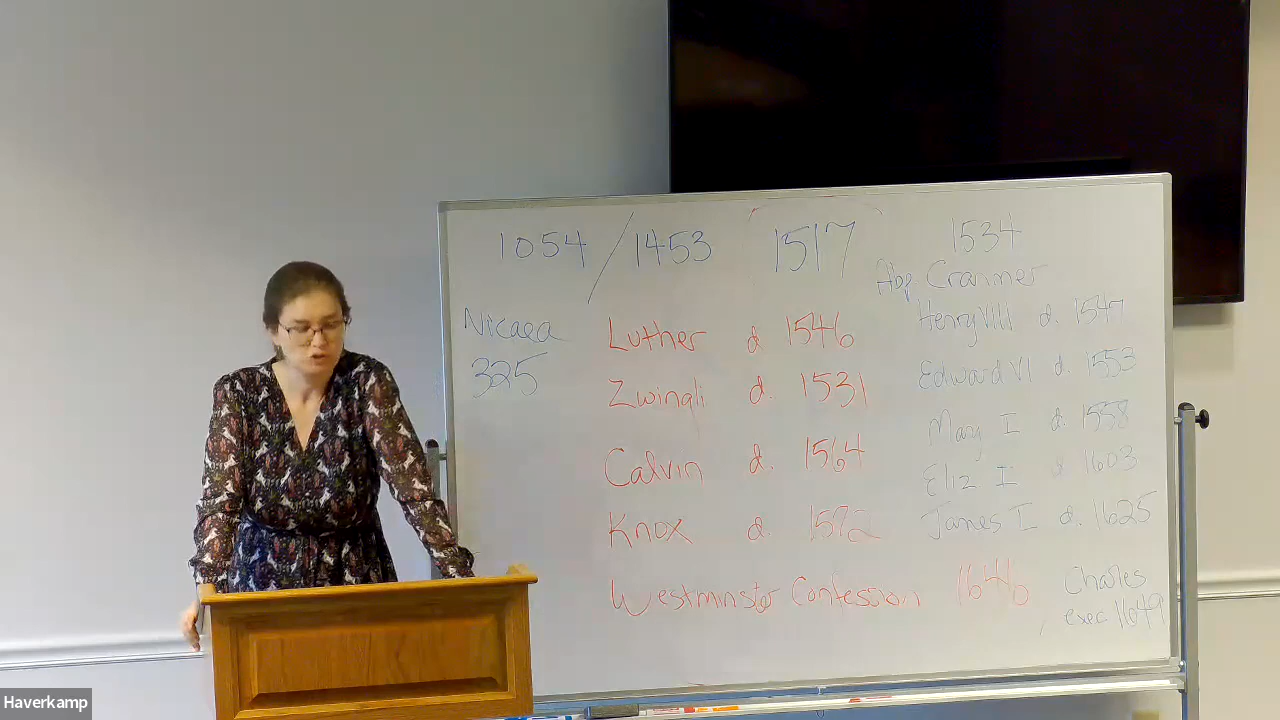 1054 / 1453 1517 1534
Abp. Cranmer
Nicaea
325
Luther d. 1546
Zwingli d. 1531
Calvin d. 1564
Knox d. 1572
Westminster Confession 1646
Henry VIII d. 1547
Edward VI d. 1553
Mary I d. 1558
Eliz I d. 1603
James I d. 1625
Charles
exec. 1649
Haverkamp